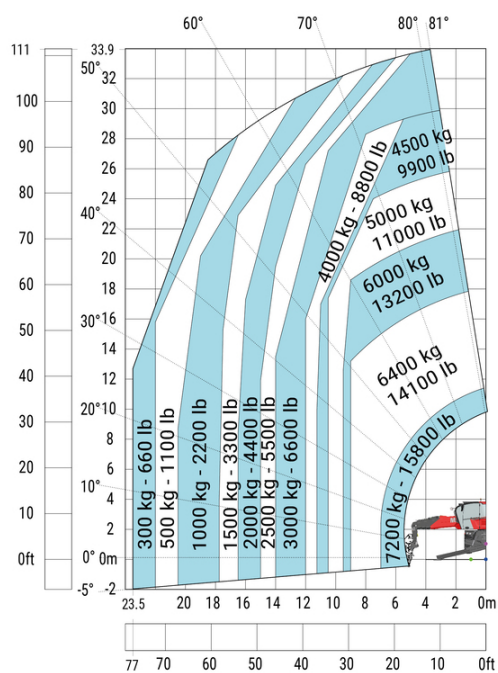 60° 70° 80° 81°
111 33.9
50°
32
100 30
4500 kg
9900 lb
90 28
26
4000 kg - 8800 lb
80 24
5000 kg
11000 lb
40°
22
70 20
6000 kg
13200 lb
60 18
30° 16
50 14
6400 kg
14100 lb
40 12
20° 10
30 8
300 kg - 660 lb
500 kg - 1100 lb
1000 kg - 2200 lb
1500 kg - 3300 lb
2000 kg - 4400 lb
2500 kg - 5500 lb
3000 kg - 6600 lb
7200 kg - 15800 lb
20 6
10° 4
10 2
0ft 0° 0m
-5° -2
23.5 20 18 16 14 12 10 8 6 4 2 0m
77 70 60 50 40 30 20 10 0ft